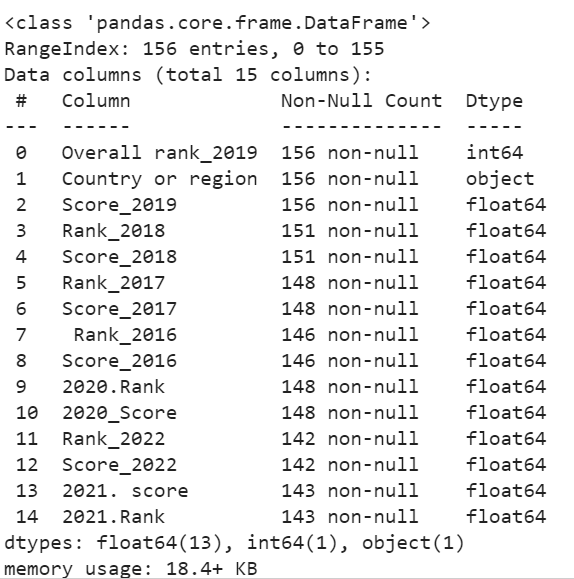 <class 'pandas.core.frame.DataFrame'>
RangeIndex: 156 entries, 0 to 155
Data columns (total 15 columns):
 #   Column               Non-Null Count  Dtype
---  ------               --------------  -----
 0   Overall rank_2019  156 non-null    int64
 1   Country or region  156 non-null    object
 2   Score_2019         156 non-null    float64
 3   Rank_2018          151 non-null    float64
 4   Score_2018         151 non-null    float64
 5   Rank_2017          148 non-null    float64
 6   Score_2017         148 non-null    float64
 7    Rank_2016         146 non-null    float64
 8   Score_2016         146 non-null    float64
 9   2020.Rank          148 non-null    float64
 10  2020_Score         148 non-null    float64
 11  Rank_2022          142 non-null    float64
 12  Score_2022         142 non-null    float64
 13  2021. score        143 non-null    float64
 14  2021.Rank          143 non-null    float64
dtypes: float64(13), int64(1), object(1)
memory usage: 18.4+ KB